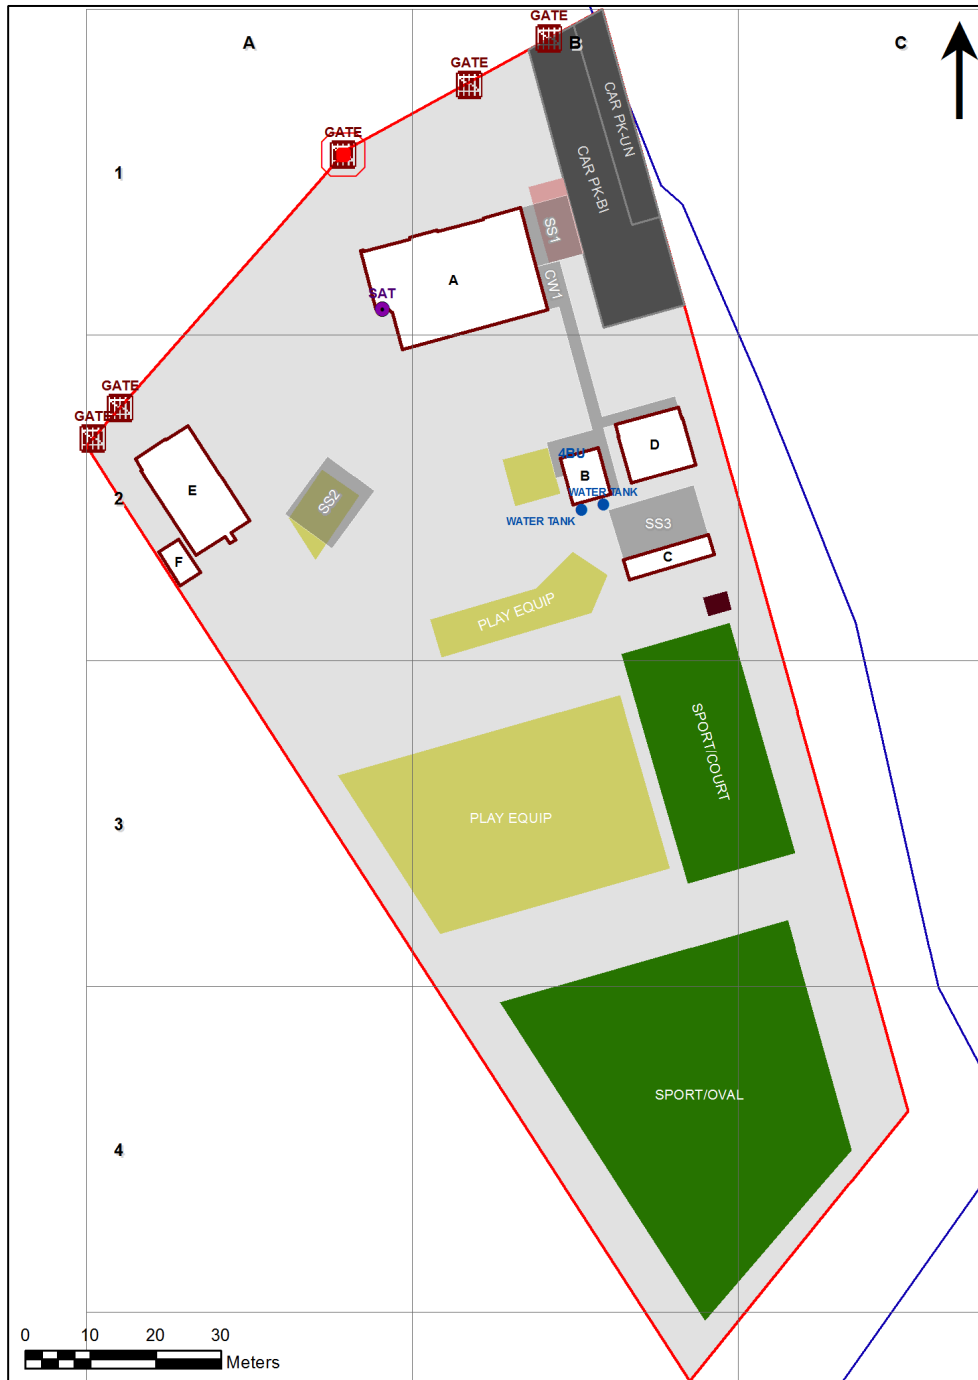 GATE
A
B
C
GATE
CAR PK-UN
GATE
1
CAR PK-BI
SS1
A
CW1
SAT
GATE
GATE
D
4BU
B
E
2
SS2
WATER TANK
WATER TANK
SS3
C
F
PLAY EQUIP
SPORT/COURT
PLAY EQUIP
3
SPORT/OVAL
4
0 10 20 30
Meters